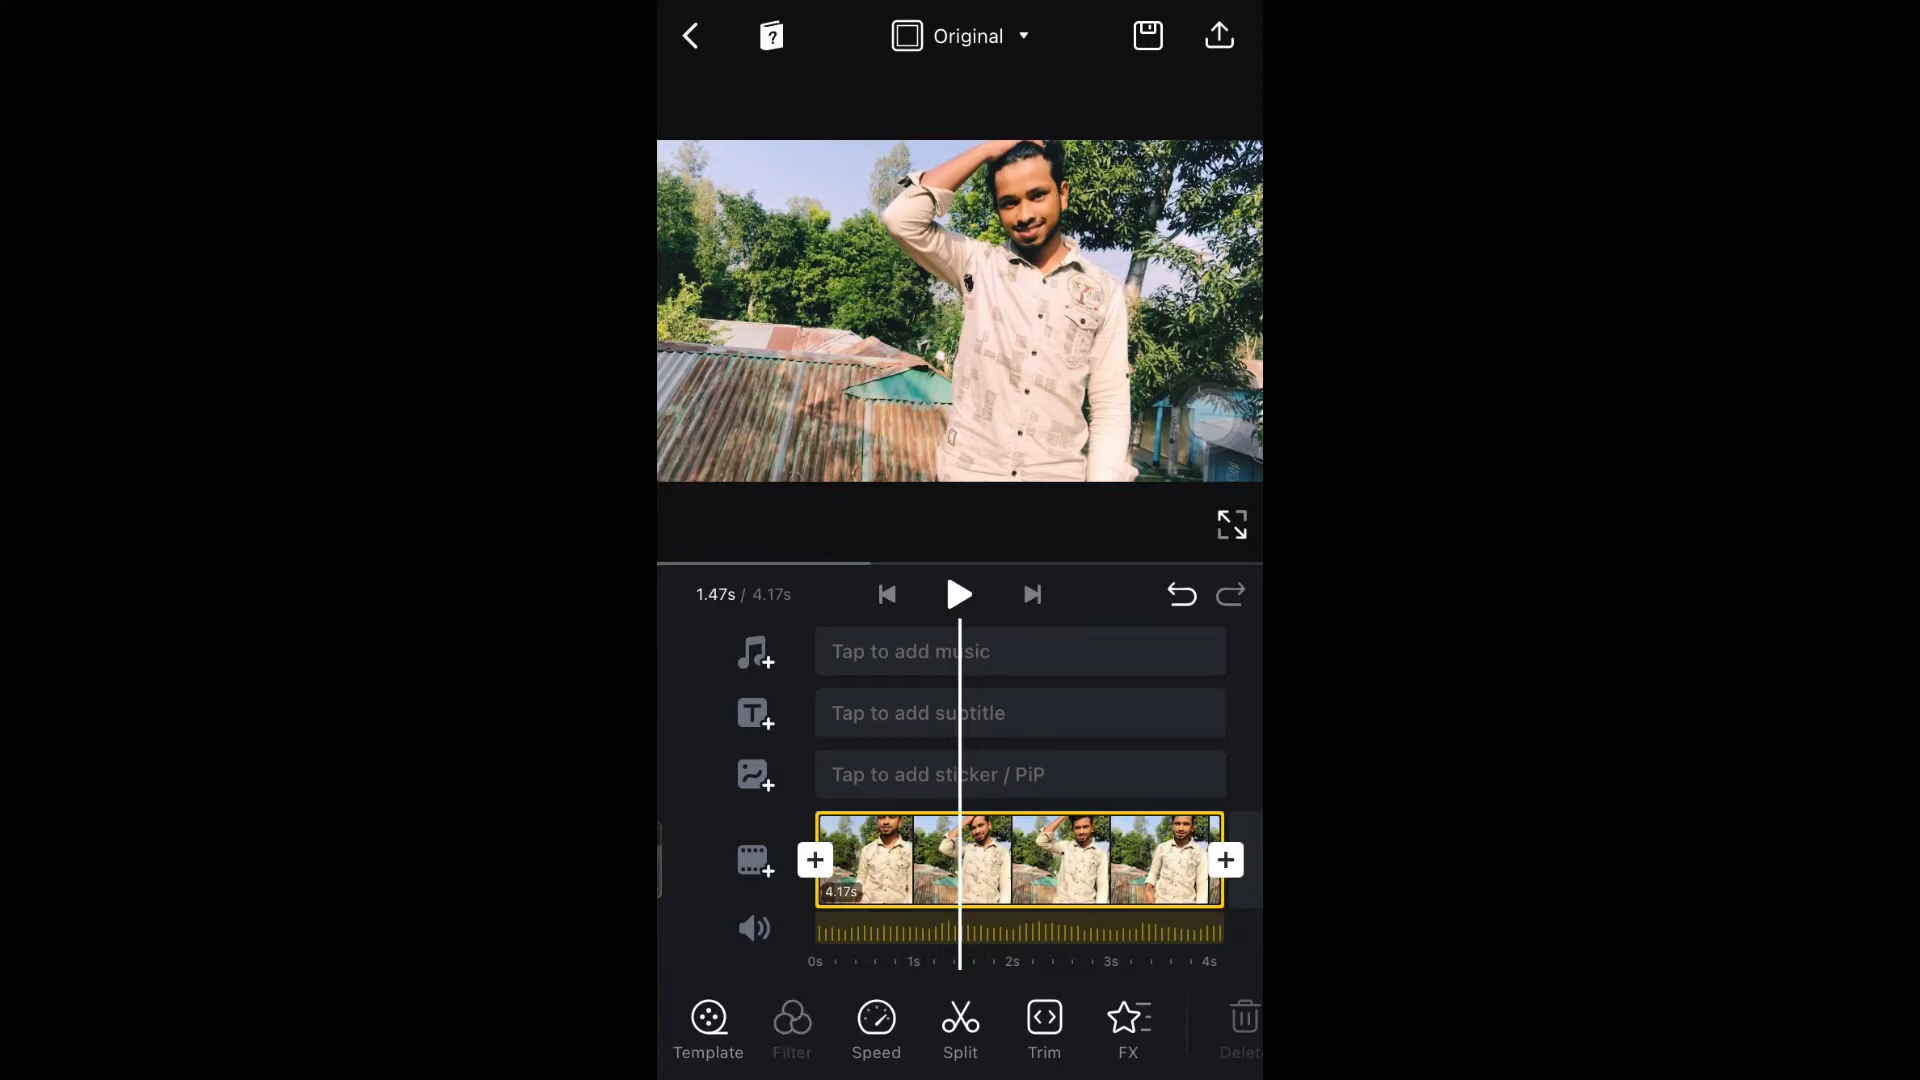 Original
1.47s / 4.17s
Tap to add music
Tap to add subtitle
Tap to add sticker / PiP
4.17s
0s 1s 2s 3s 4s
Template Filter Speed Split Trim FX Delete